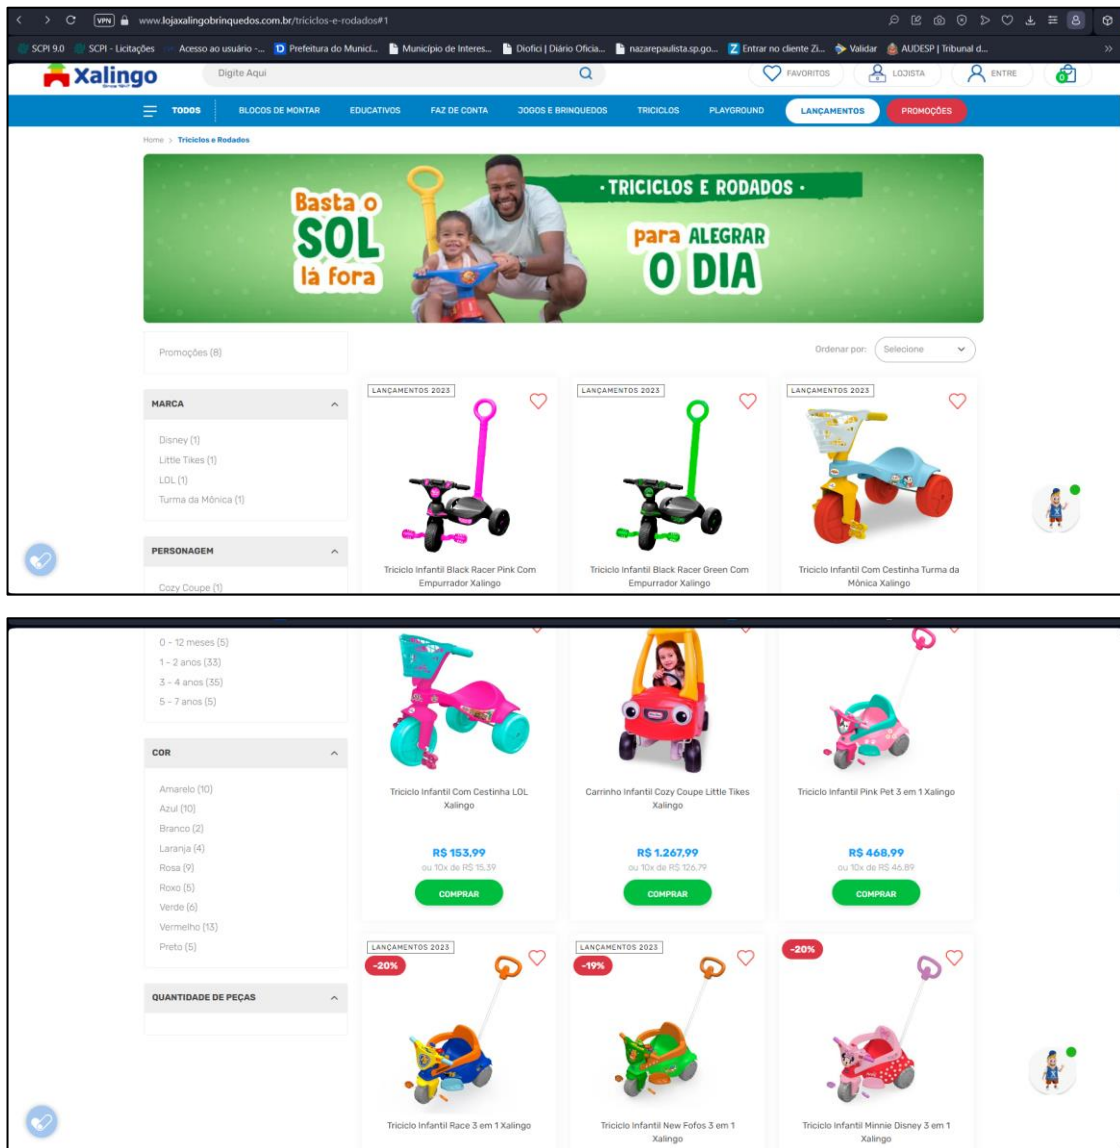 VPN www.lojaxalingobrinquedos.com.br/triciclos-e-rodados#1
SCPI 9.0 SCPI - Licitações Acesso ao usuário -... Prefeitura do Municí... Município de Interes... Diofici | Diário Oficia... nazarepaulista.sp.go... Entrar no cliente Zi... Validar AUDESP | Tribunal d...
Xalingo Digite Aqui FAVORITOS LOJISTA ENTRE 0
TODOS BLOCOS DE MONTAR EDUCATIVOS FAZ DE CONTA JOGOS E BRINQUEDOS TRICICLOS PLAYGROUND LANÇAMENTOS PROMOÇÕES
Home > Triciclos e Rodados
• TRICICLOS E RODADOS •
Basta o
SOL
lá fora
para ALEGRAR
O DIA
Promoções (8)
Ordenar por: Selecione
MARCA
Disney (1)
Little Tikes (1)
LOL (1)
Turma da Mônica (1)
PERSONAGEM
Cozy Coupe (1)
LANÇAMENTOS 2023
Triciclo Infantil Black Racer Pink Com
Empurrador Xalingo
LANÇAMENTOS 2023
Triciclo Infantil Black Racer Green Com
Empurrador Xalingo
LANÇAMENTOS 2023
Triciclo Infantil Com Cestinha Turma da
Mônica Xalingo
0 - 12 meses (5)
1 - 2 anos (33)
3 - 4 anos (35)
5 - 7 anos (5)
COR
Amarelo (10)
Azul (10)
Branco (2)
Laranja (4)
Rosa (9)
Roxo (5)
Verde (6)
Vermelho (13)
Preto (5)
QUANTIDADE DE PEÇAS
Triciclo Infantil Com Cestinha LOL
Xalingo
R$ 153,99
ou 10x de R$ 15,39
COMPRAR
Carrinho Infantil Cozy Coupe Little Tikes
Xalingo
R$ 1.267,99
ou 10x de R$ 126,79
COMPRAR
Triciclo Infantil Pink Pet 3 em 1 Xalingo
R$ 468,99
ou 10x de R$ 46,89
COMPRAR
LANÇAMENTOS 2023
-20%
Triciclo Infantil Race 3 em 1 Xalingo
LANÇAMENTOS 2023
-19%
Triciclo Infantil New Fofos 3 em 1
Xalingo
-20%
Triciclo Infantil Minnie Disney 3 em 1
Xalingo